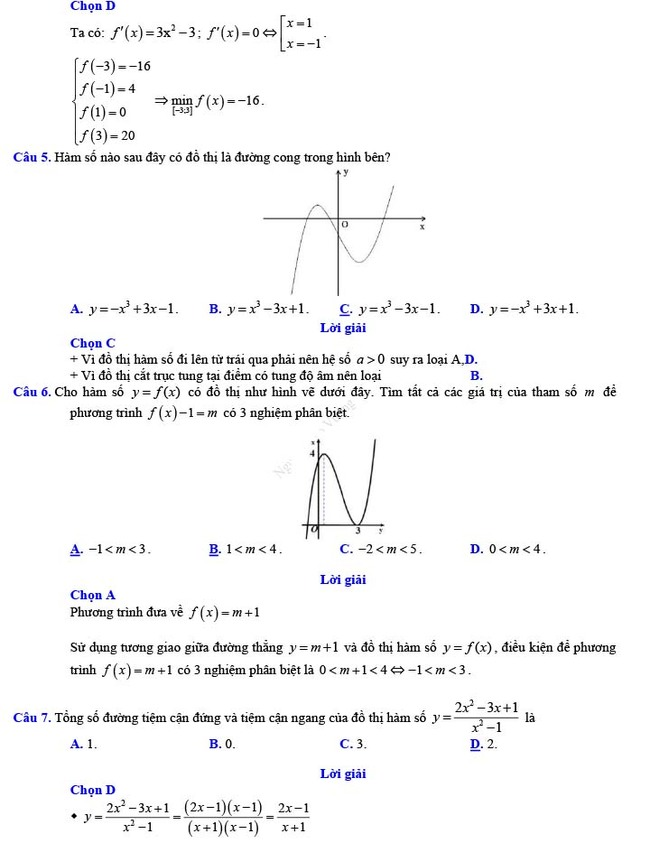 Chọn D
Ta có: f'(x)=3x²−3; f'(x)=0⇔[x=1
x=−1.
{f(−3)=−16
f(−1)=4
f(1)=0
f(3)=20
⇒ min f(x)=−16.
[−3;3]
Câu 5. Hàm số nào sau đây có đồ thị là đường cong trong hình bên?
y
O
x
A. y=−x³+3x−1. B. y=x³−3x+1. C. y=x³−3x−1. D. y=−x³+3x+1.
Lời giải
Chọn C
+ Vì đồ thị hàm số đi lên từ trái qua phải nên hệ số a>0 suy ra loại A,D.
+ Vì đồ thị cắt trục tung tại điểm có tung độ âm nên loại B.
Câu 6. Cho hàm số y=f(x) có đồ thị như hình vẽ dưới đây. Tìm tất cả các giá trị của tham số m để
phương trình f(x)−1=m có 3 nghiệm phân biệt.
x
4
O 3 y
A. −1<m<3. B. 1<m<4. C. −2<m<5. D. 0<m<4.
Lời giải
Chọn A
Phương trình đưa về f(x)=m+1
Sử dụng tương giao giữa đường thẳng y=m+1 và đồ thị hàm số y=f(x), điều kiện để phương
trình f(x)=m+1 có 3 nghiệm phân biệt là 0<m+1<4⇔−1<m<3.
Câu 7. Tổng số đường tiệm cận đứng và tiệm cận ngang của đồ thị hàm số y=(2x²−3x+1)/(x²−1) là
A. 1. B. 0. C. 3. D. 2.
Lời giải
Chọn D
• y=(2x²−3x+1)/(x²−1)=((2x−1)(x−1))/((x+1)(x−1))=(2x−1)/(x+1)